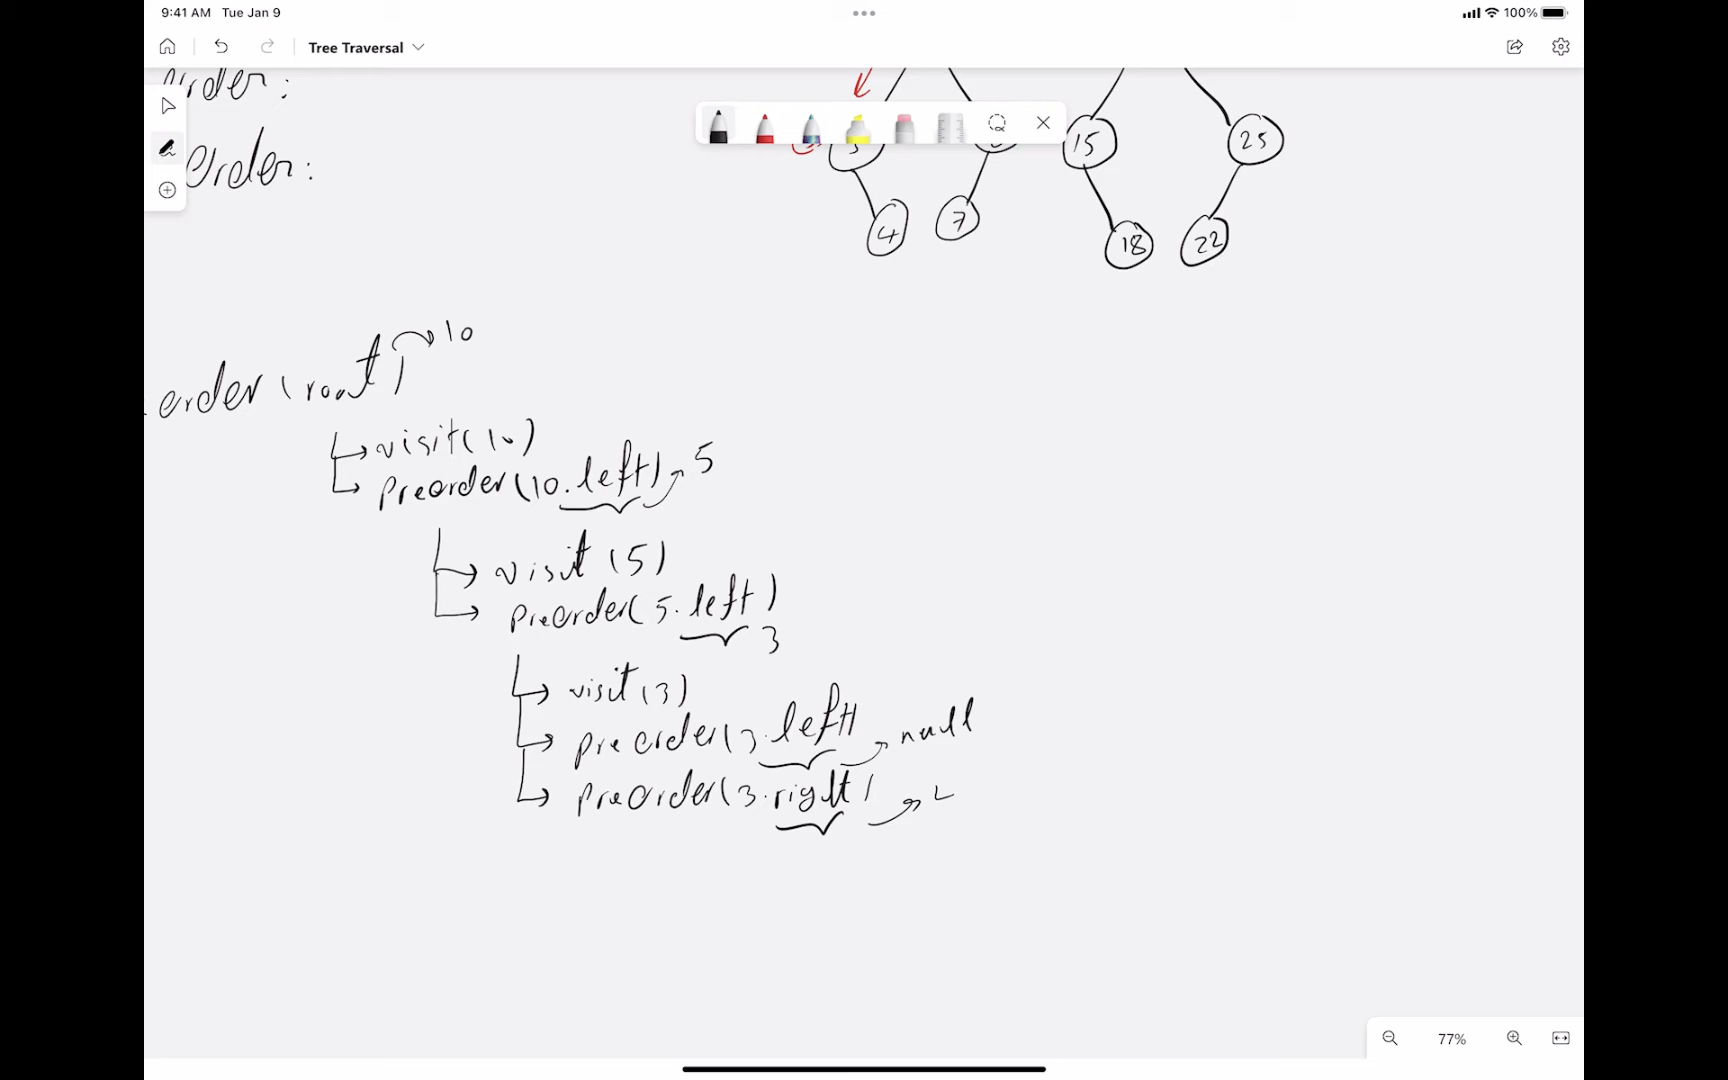 9:41 AM Tue Jan 9
100%
Tree Traversal
order:
order:
15
25
4
7
18
22
order(root) 10
visit(10)
preorder(10.left) 5
visit(5)
preorder(5.left)
3
visit(3)
preorder(3.left) null
preorder(3.right)
77%